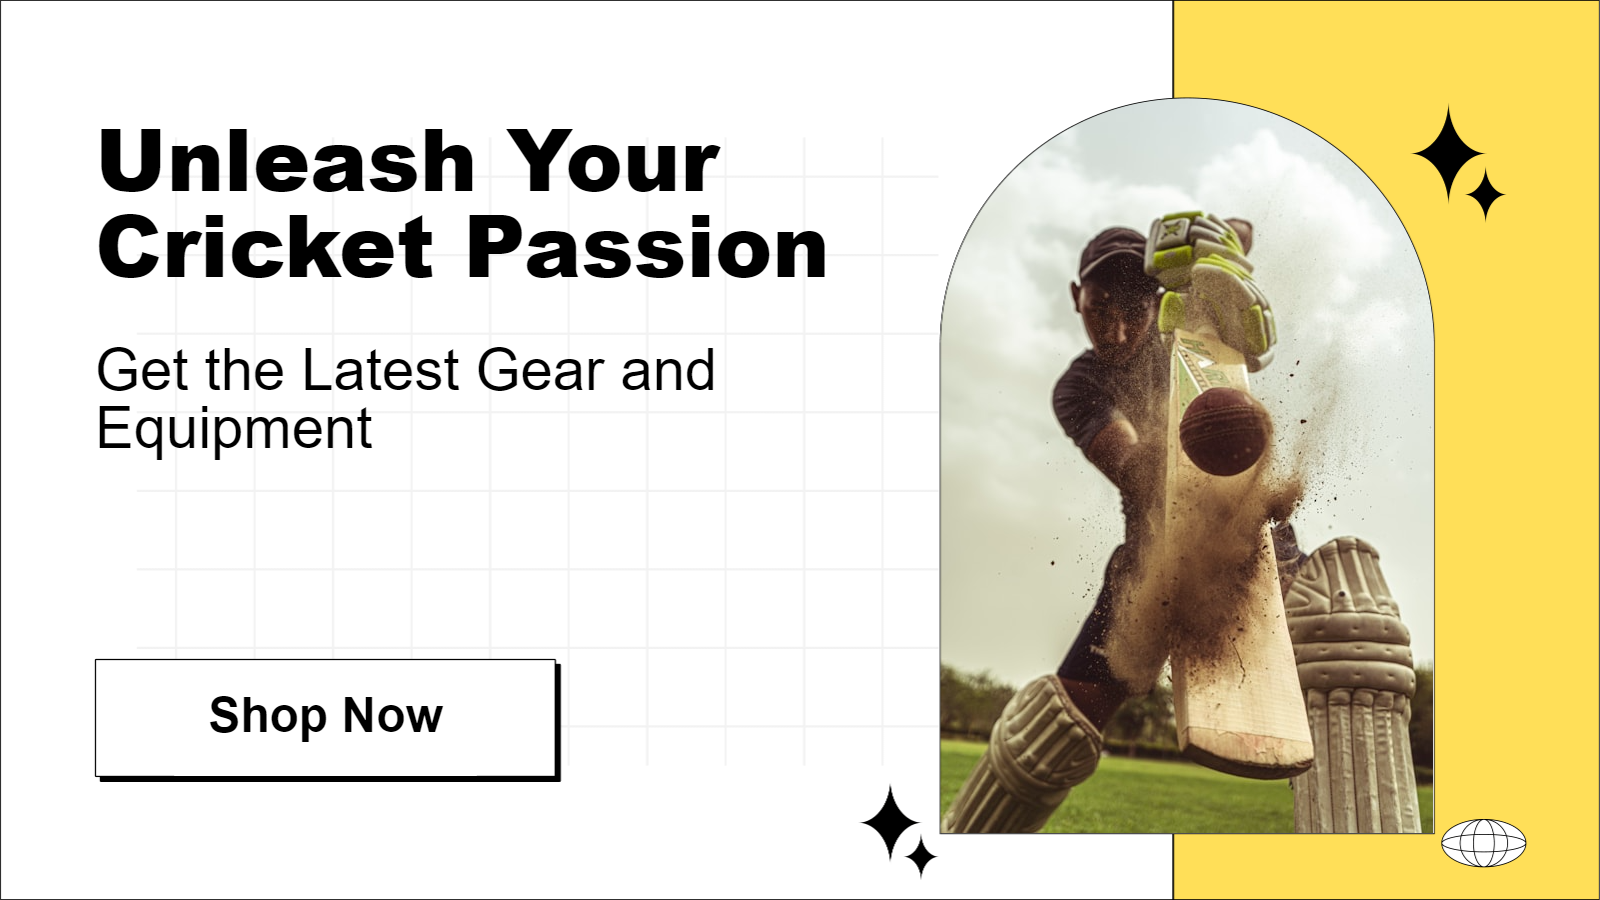 Unleash Your
Cricket Passion
Get the Latest Gear and
Equipment
Shop Now